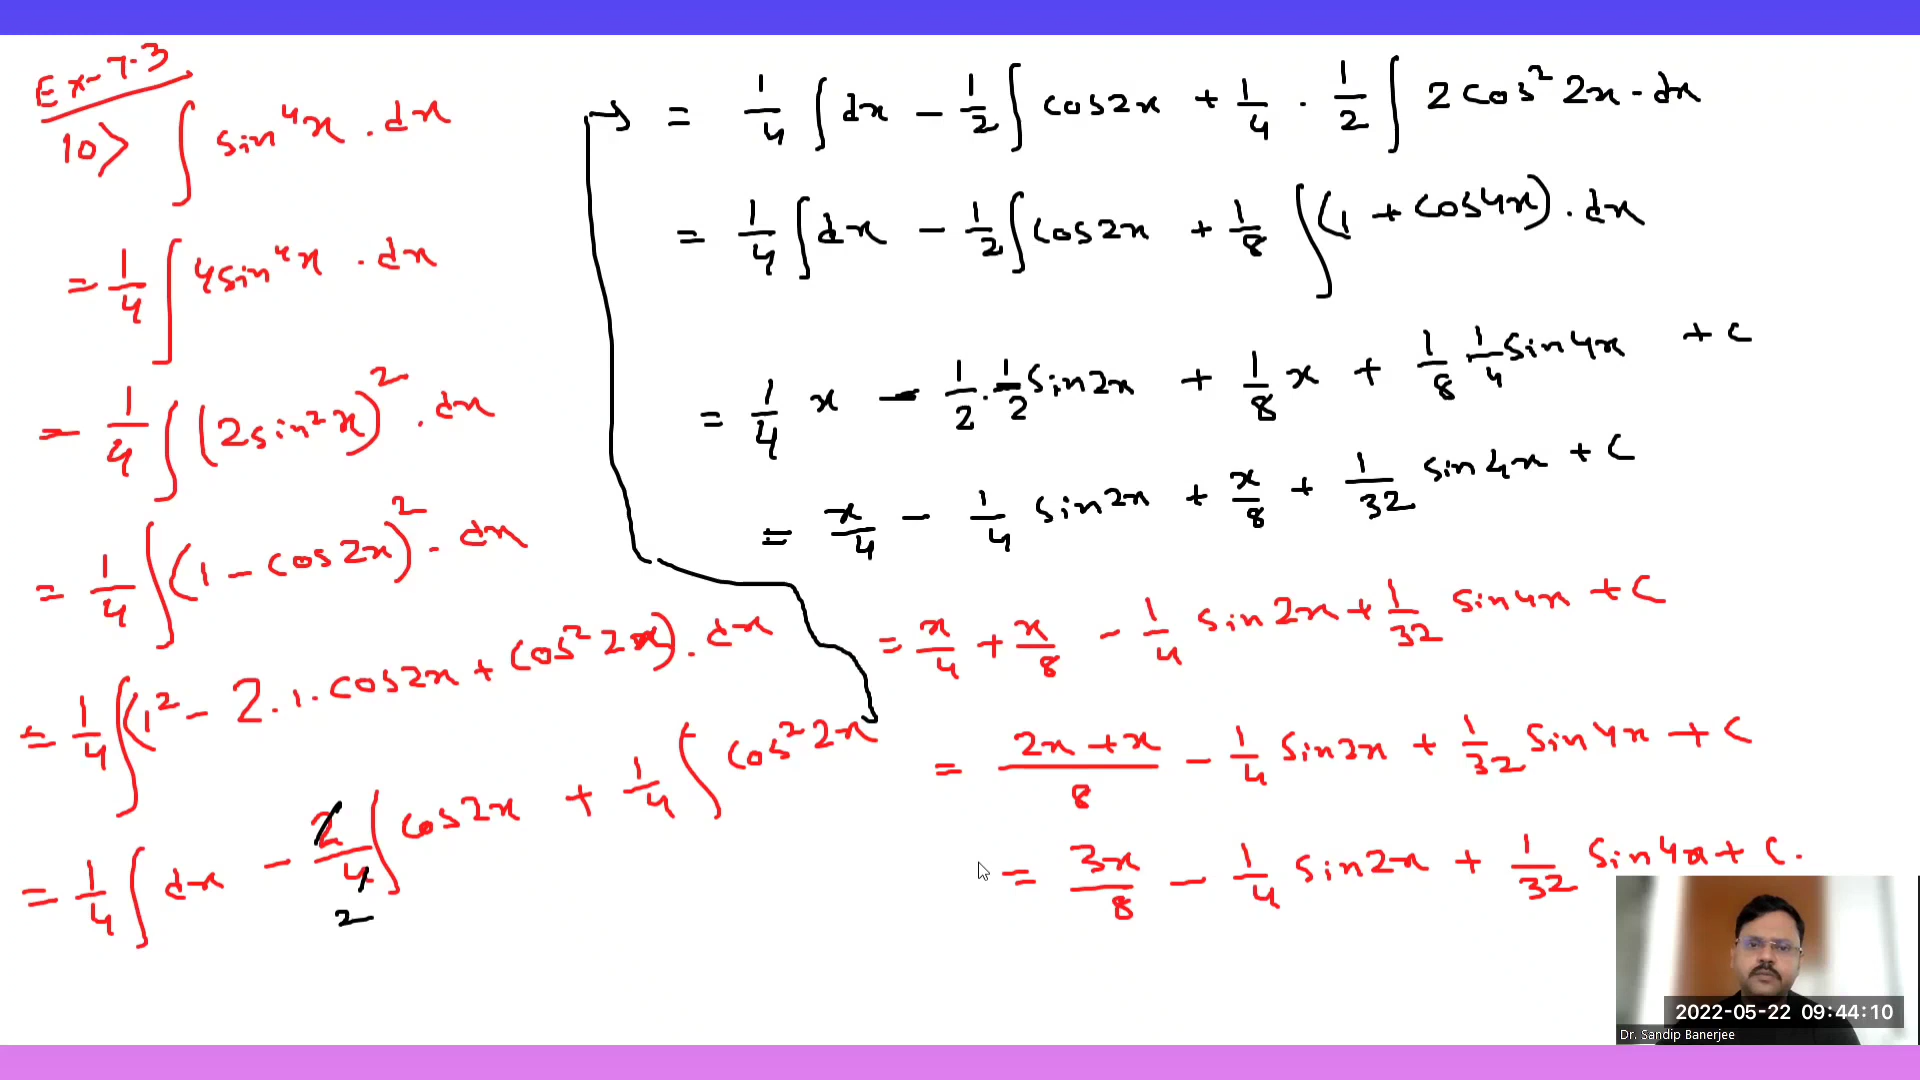 Ex-7.3
10) ∫ sin⁴x . dx
= 1/4 ∫ 4sin⁴x . dx
= 1/4 ∫ (2sin²x)² . dx
= 1/4 ∫ (1 - cos2x)² . dx
= 1/4 ∫ (1² - 2.1.cos2x + cos²2x) . dx
= 1/4 ∫ dx - 2/4 ∫ cos2x + 1/4 ∫ cos²2x
2
→ = 1/4 ∫ dx - 1/2 ∫ cos2x + 1/4 . 1/2 ∫ 2cos²2x . dx
= 1/4 ∫ dx - 1/2 ∫ cos2x + 1/8 ∫ (1 + cos4x) . dx
= 1/4 x - 1/2 . 1/2 sin2x + 1/8 x + 1/8 1/4 sin4x + c
= x/4 - 1/4 sin2x + x/8 + 1/32 sin4x + c
= x/4 + x/8 - 1/4 sin2x + 1/32 sin4x + c
= (2x + x)/8 - 1/4 sin2x + 1/32 sin4x + c
= 3x/8 - 1/4 sin2x + 1/32 sin4x + c.
2022-05-22 09:44:10
Dr. Sandip Banerjee